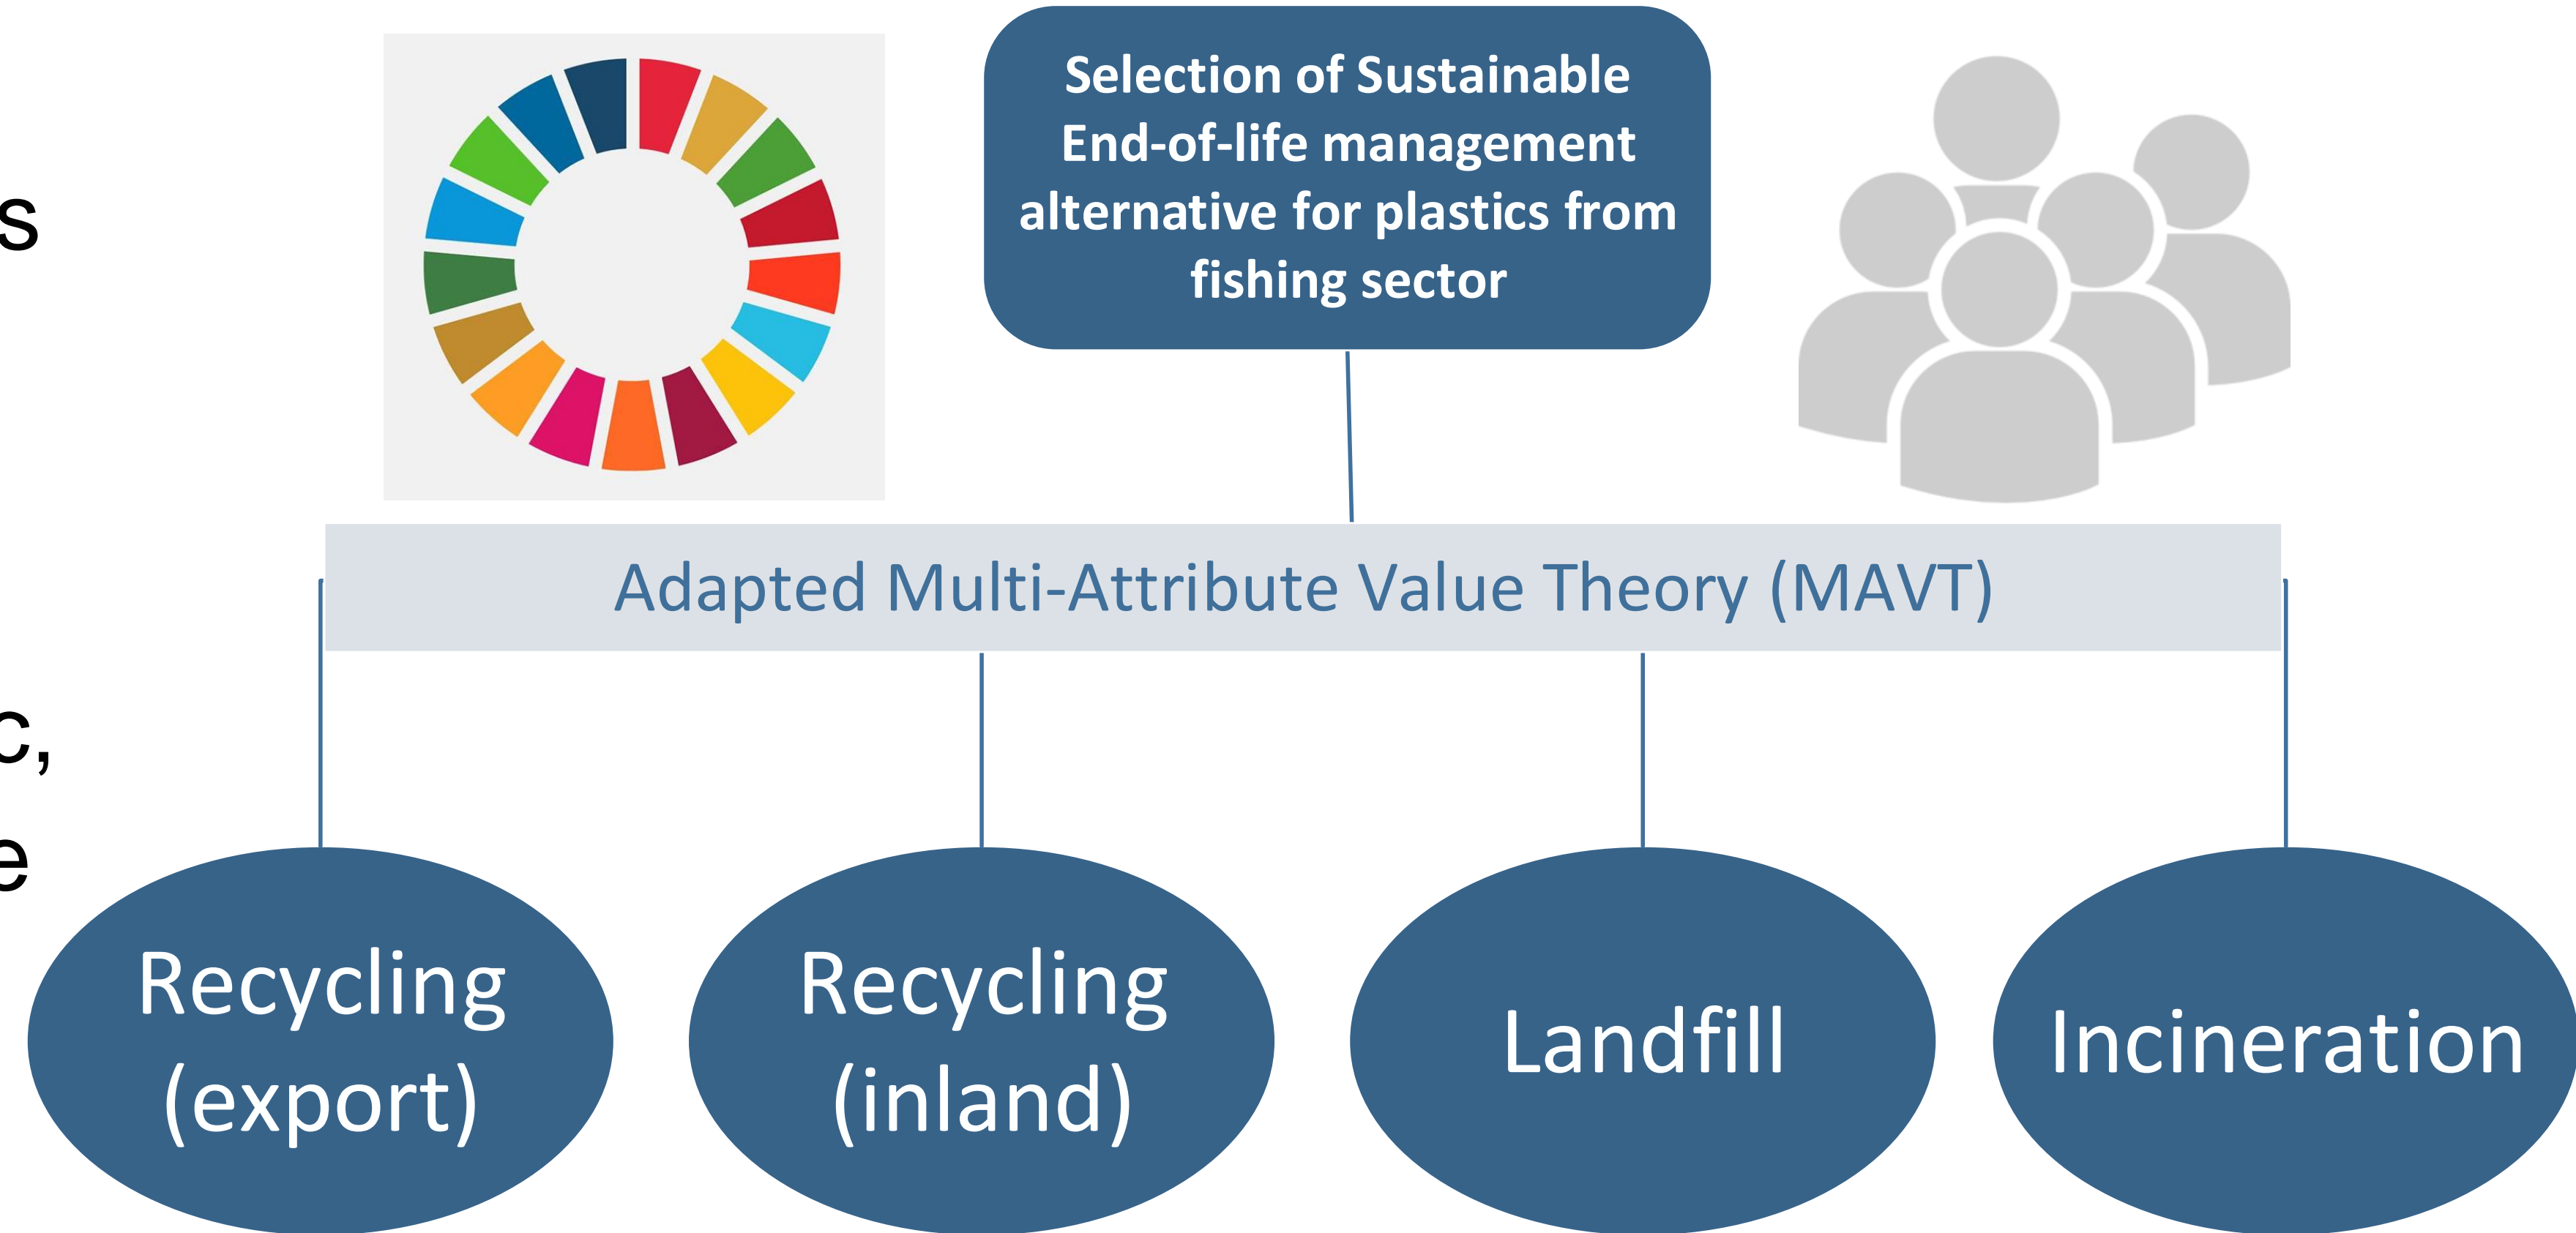 s
c,
e
Selection of Sustainable
End-of-life management
alternative for plastics from
fishing sector
Adapted Multi-Attribute Value Theory (MAVT)
Recycling
(export)
Recycling
(inland)
Landfill
Incineration